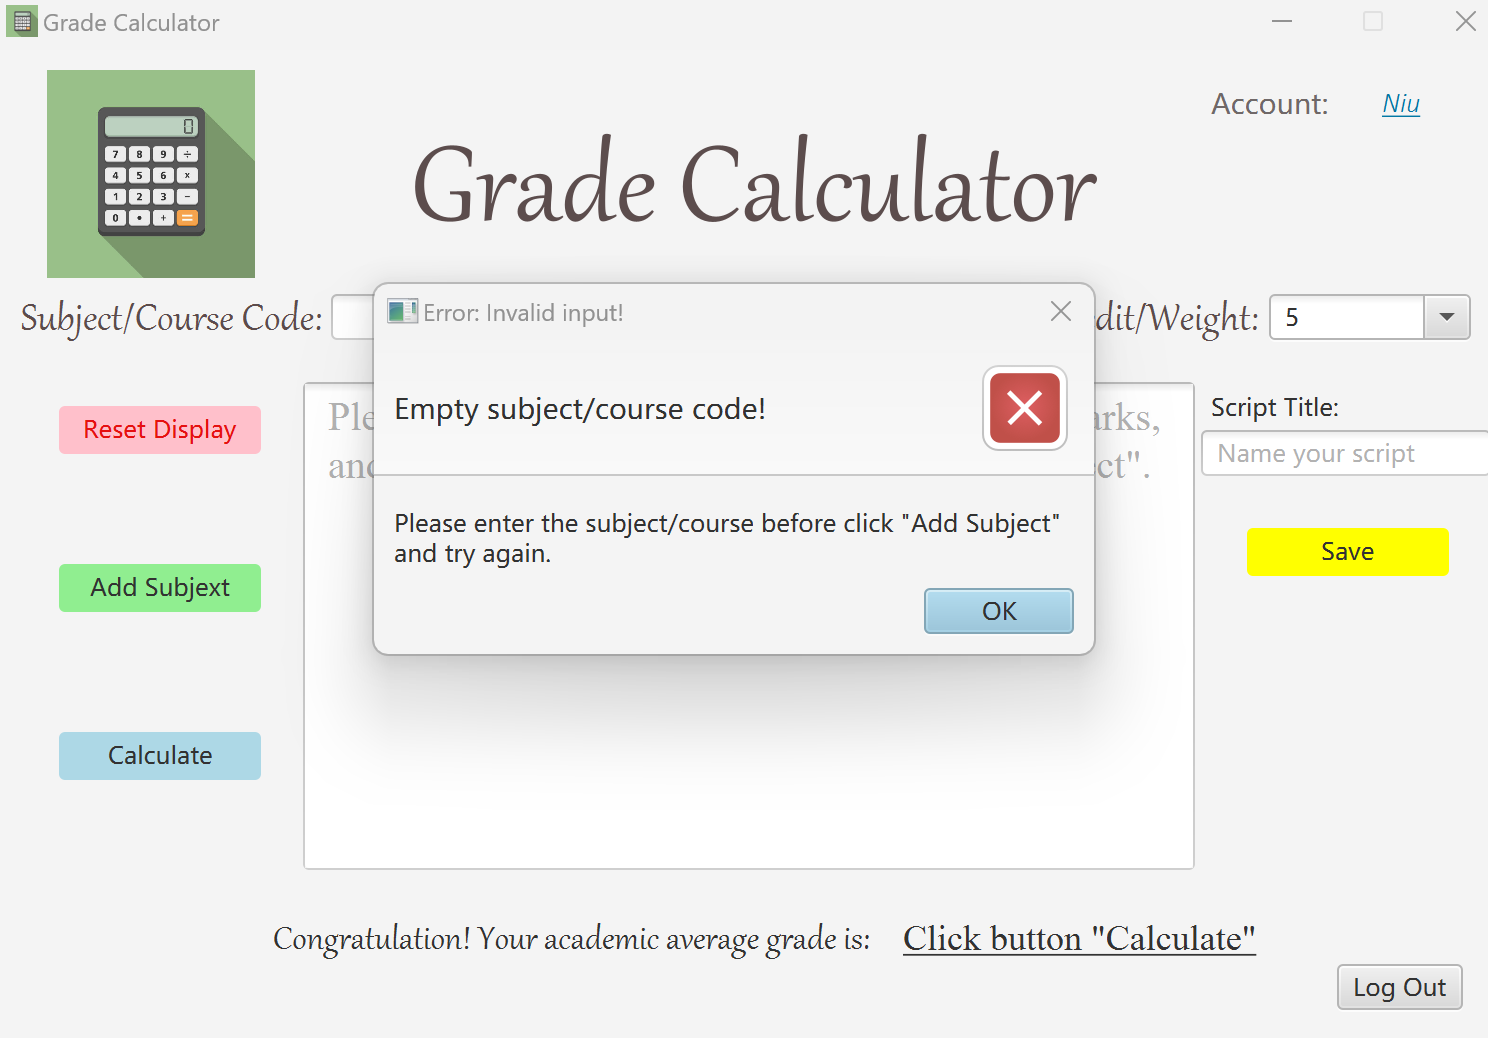 Grade Calculator
Account: Niu
0
7 8 9 ÷
4 5 6 x
1 2 3 −
0 • + =
Grade Calculator
Subject/Course Code:
dit/Weight: 5
Error: Invalid input!
Empty subject/course code!
Please enter the subject/course before click "Add Subject"
and try again.
OK
Reset Display
Add Subjext
Calculate
Ple
arks,
and
ct".
Script Title:
Name your script
Save
Congratulation! Your academic average grade is: Click button "Calculate"
Log Out